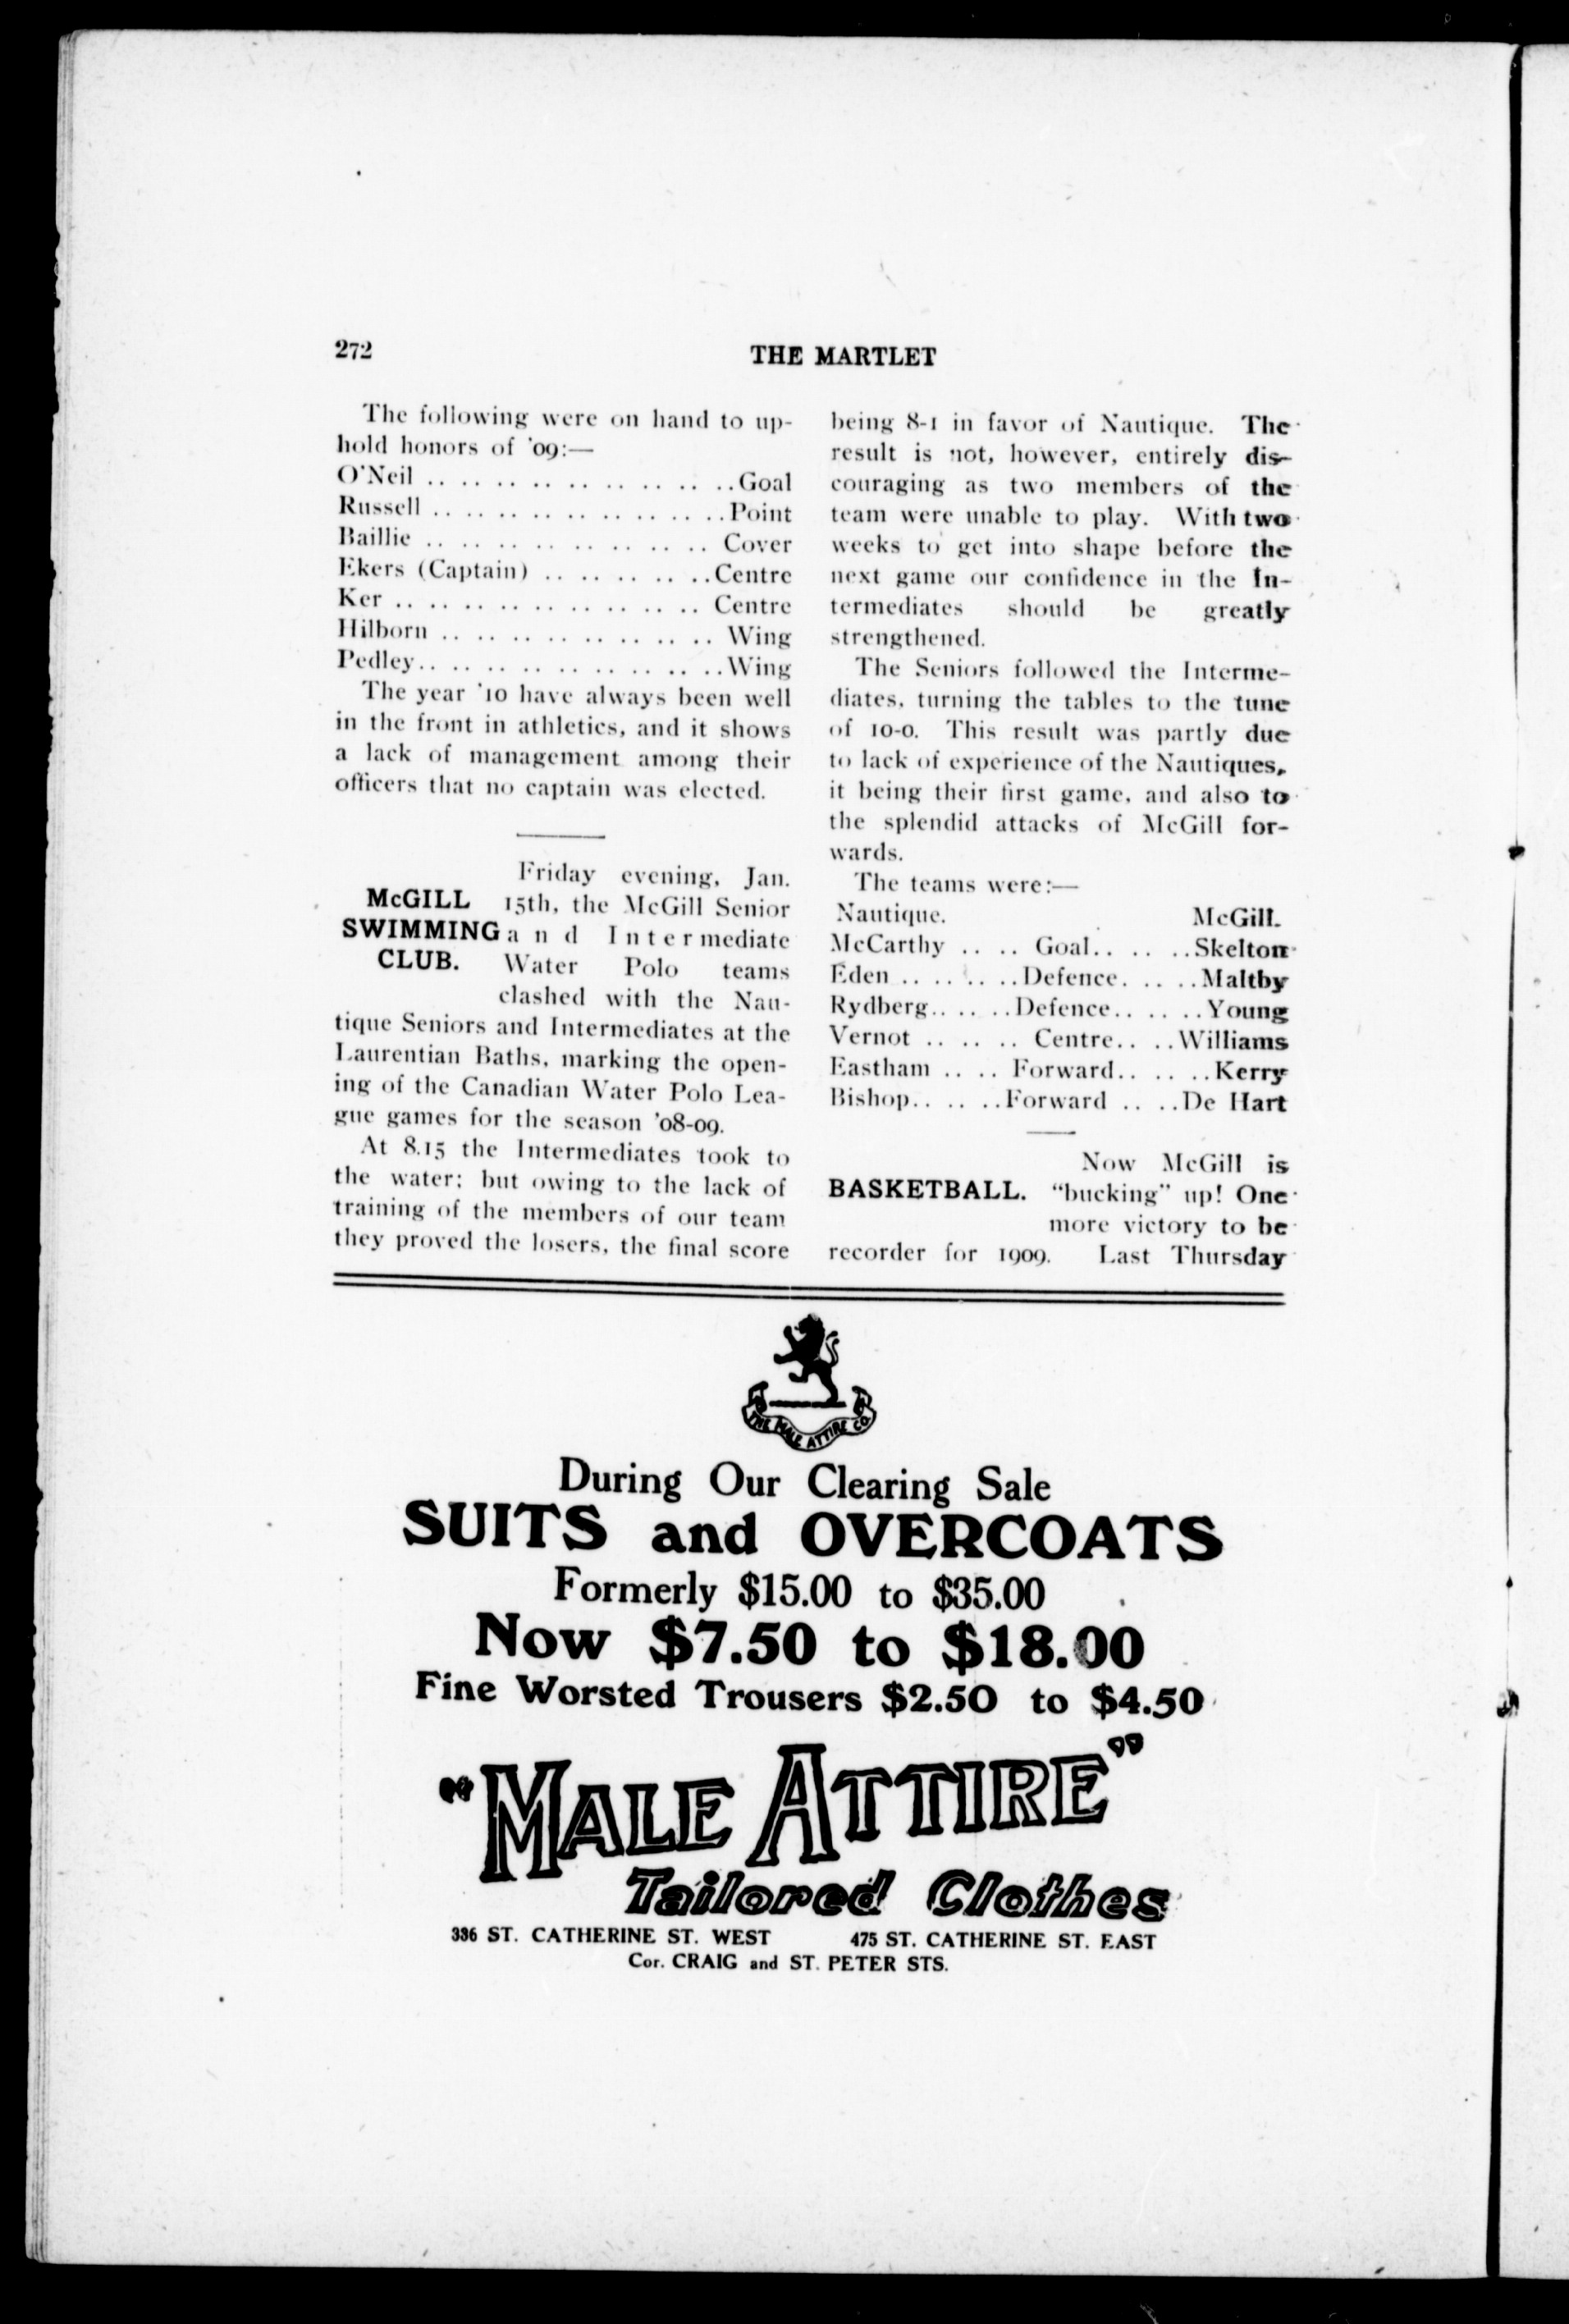 272
THE MARTLET
The following were on hand to up-
hold honors of '09:—
O'Neil .. .. .. .. .. .. .. .. ..Goal
Russell .. .. .. .. .. .. .. .. ..Point
Baillie .. .. .. .. .. .. .. .. Cover
Ekers (Captain) .. .. .. .. ..Centre
Ker .. .. .. .. .. .. .. .. .. Centre
Hilborn .. .. .. .. .. .. .. .. Wing
Pedley.. .. .. .. .. .. .. .. ..Wing
The year '10 have always been well
in the front in athletics, and it shows
a lack of management among their
officers that no captain was elected.
McGILL
SWIMMING
CLUB.
Friday evening, Jan.
15th, the McGill Senior
and Intermediate
Water Polo teams
clashed with the Nau-
tique Seniors and Intermediates at the
Laurentian Baths, marking the open-
ing of the Canadian Water Polo Lea-
gue games for the season '08-09.
At 8.15 the Intermediates took to
the water; but owing to the lack of
training of the members of our team
they proved the losers, the final score
being 8-1 in favor of Nautique. The
result is not, however, entirely dis-
couraging as two members of the
team were unable to play. With two
weeks to get into shape before the
next game our confidence in the In-
termediates should be greatly
strengthened.
The Seniors followed the Interme-
diates, turning the tables to the tune
of 10-0. This result was partly due
to lack of experience of the Nautiques,
it being their first game, and also to
the splendid attacks of McGill for-
wards.
The teams were:—
Nautique. McGill.
McCarthy .. .. Goal.. .. ..Skelton
Eden .. .. .. ..Defence. .. ..Maltby
Rydberg.. .. ..Defence.. .. ..Young
Vernot .. .. .. Centre.. ..Williams
Eastham .. .. Forward.. .. ..Kerry
Bishop.. .. ..Forward .. ..De Hart
BASKETBALL.
Now McGill is
"bucking" up! One
more victory to be
recorder for 1909. Last Thursday
THE MALE ATTIRE CO.
During Our Clearing Sale
SUITS and OVERCOATS
Formerly $15.00 to $35.00
Now $7.50 to $18.00
Fine Worsted Trousers $2.50 to $4.50
"MALE ATTIRE"
Tailored Clothes
336 ST. CATHERINE ST. WEST 475 ST. CATHERINE ST. EAST
Cor. CRAIG and ST. PETER STS.